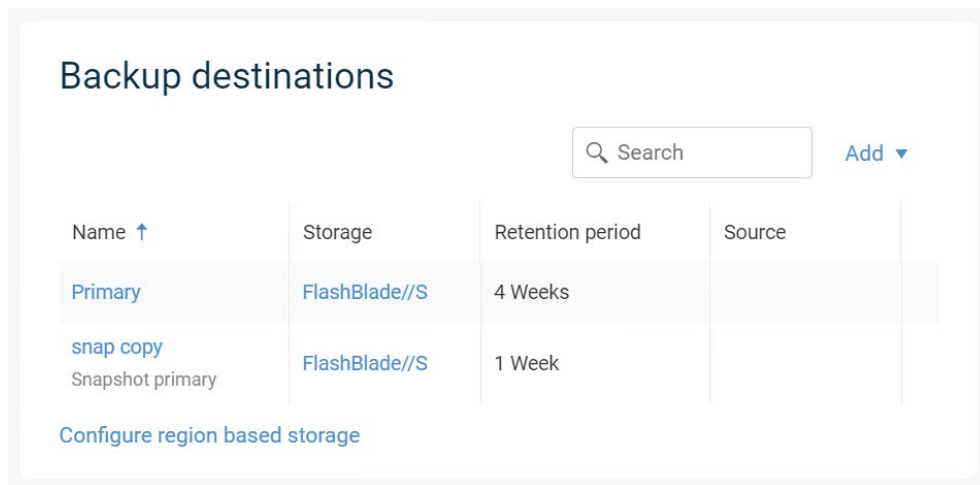 Backup destinations
Search
Add
Name Storage Retention period Source
Primary FlashBlade//S 4 Weeks
snap copy
Snapshot primary
FlashBlade//S 1 Week
Configure region based storage